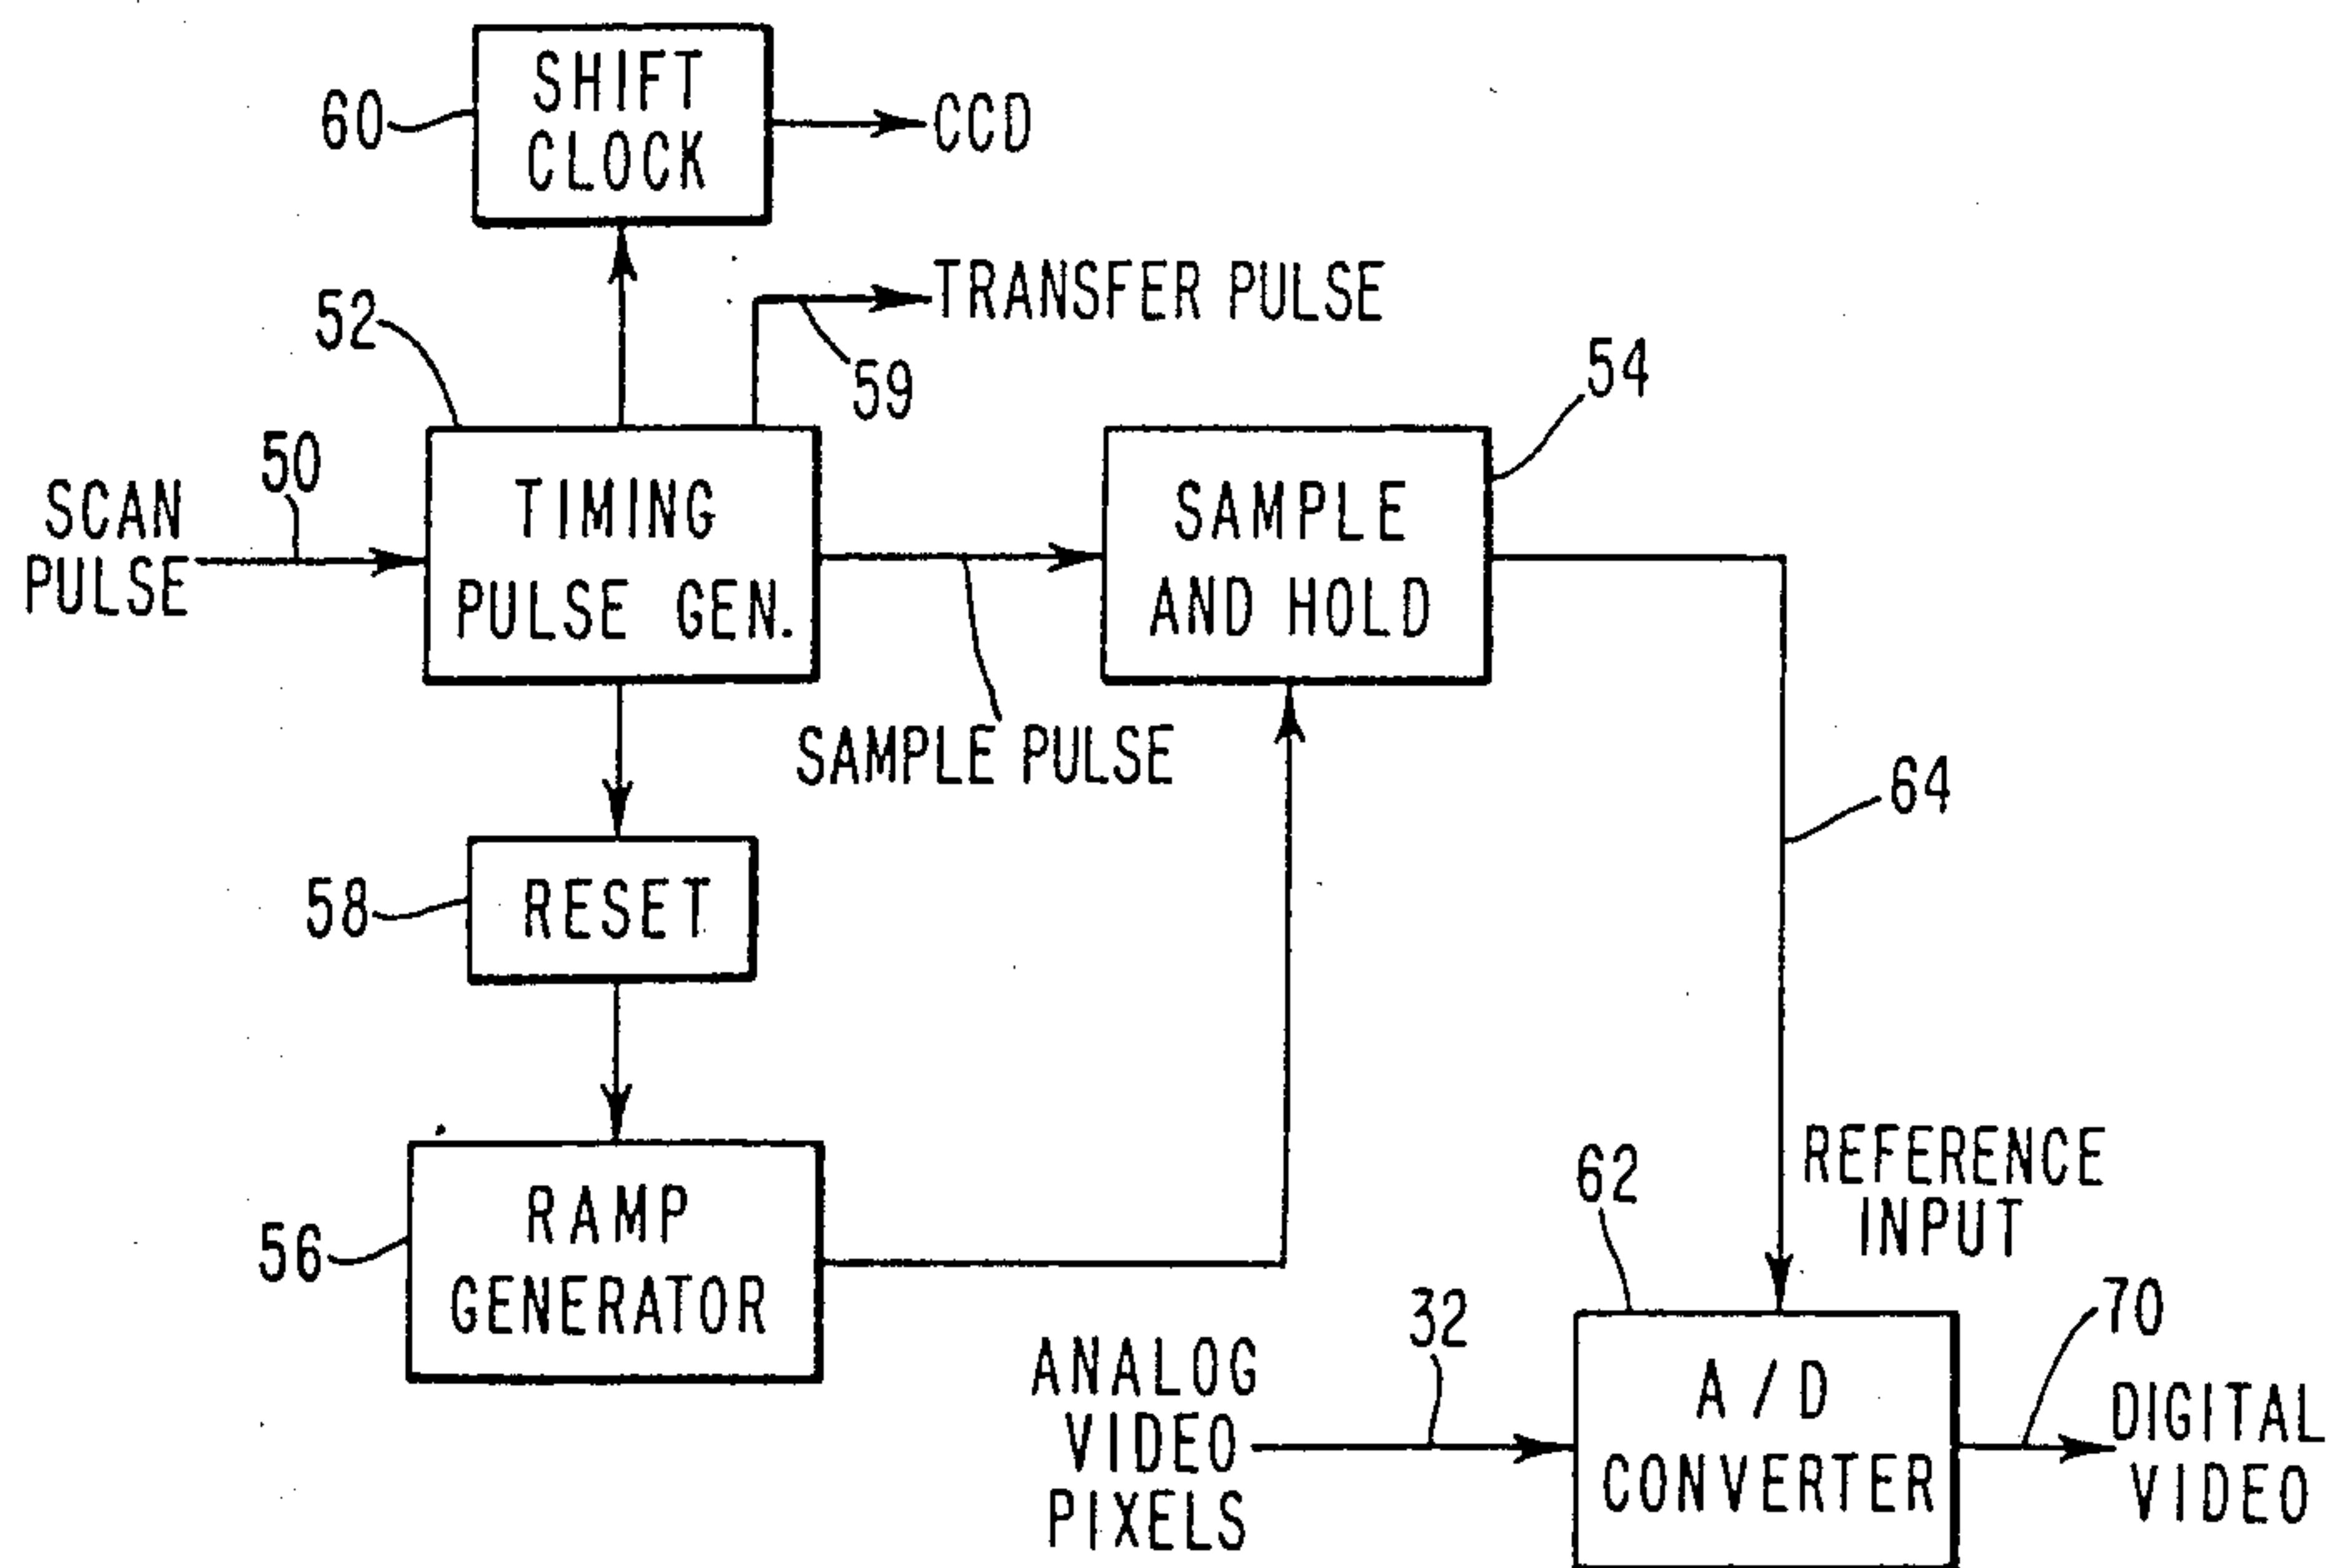 SHIFT
CLOCK
60
CCD
TRANSFER PULSE
59
52
54
50
SCAN
PULSE
TIMING
PULSE GEN.
SAMPLE
AND HOLD
SAMPLE PULSE
64
58
RESET
REFERENCE
INPUT
62
56
RAMP
GENERATOR
32
70
ANALOG
VIDEO
PIXELS
A/D
CONVERTER
DIGITAL
VIDEO